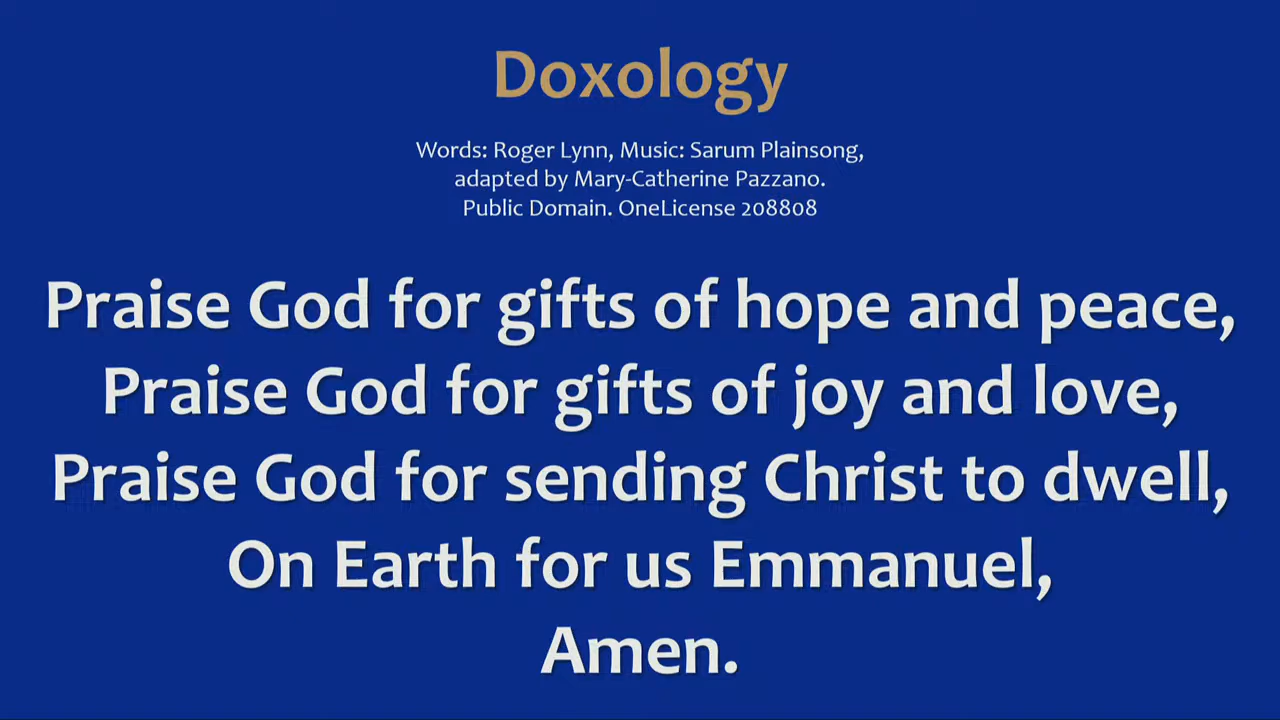 Doxology
Words: Roger Lynn, Music: Sarum Plainsong,
adapted by Mary-Catherine Pazzano.
Public Domain. OneLicense 208808
Praise God for gifts of hope and peace,
Praise God for gifts of joy and love,
Praise God for sending Christ to dwell,
On Earth for us Emmanuel,
Amen.